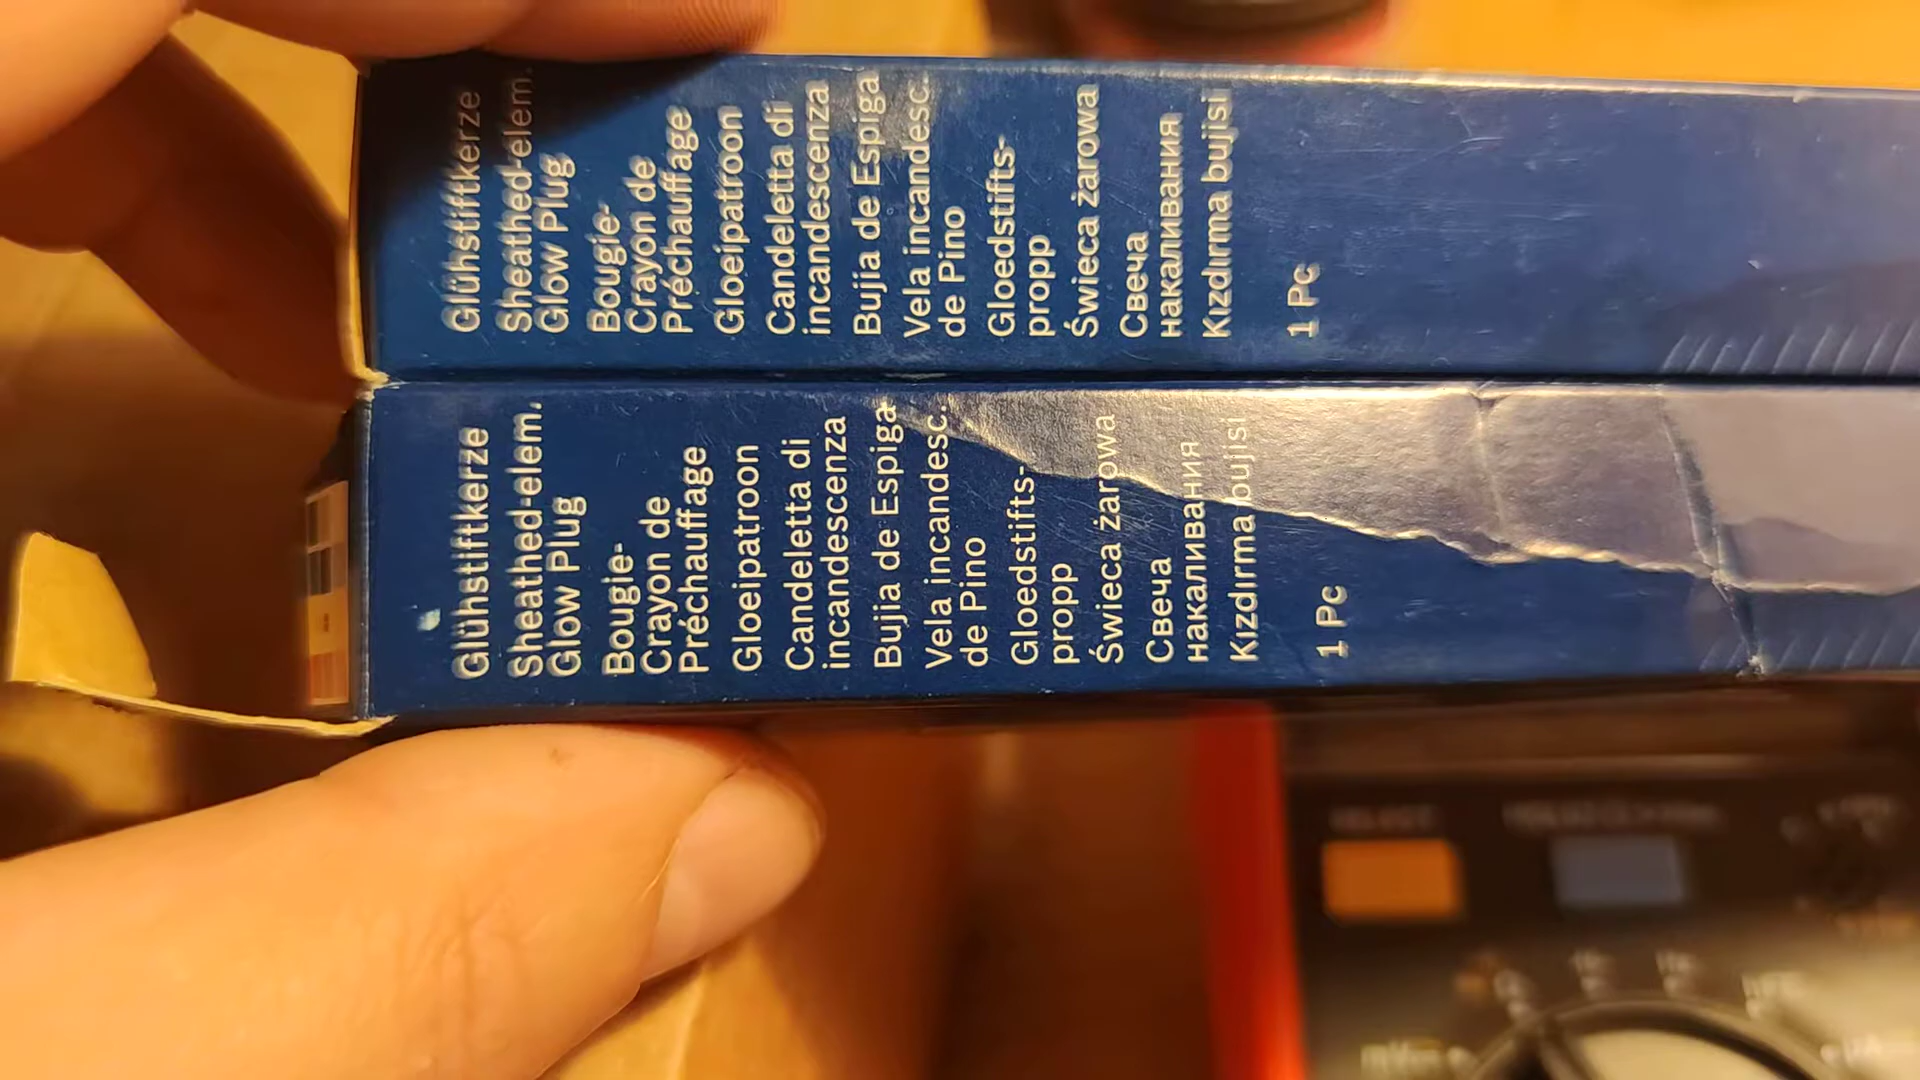 Glühstiftkerze
Sheathed-elem.
Glow Plug
Bougie-
Crayon de
Préchauffage
Gloeipatroon
Candeletta di
incandescenza
Bujia de Espiga
Vela incandesc.
de Pino
Gloedstifts-
propp
Świeca żarowa
Свеча
накаливания
Kızdırma bujisi
1 Pc
Glühstiftkerze
Sheathed-elem.
Glow Plug
Bougie-
Crayon de
Préchauffage
Gloeipatroon
Candeletta di
incandescenza
Bujia de Espiga
Vela incandesc.
de Pino
Gloedstifts-
propp
Świeca żarowa
Свеча
накаливания
Kızdırma bujisi
1 Pc
SELECT